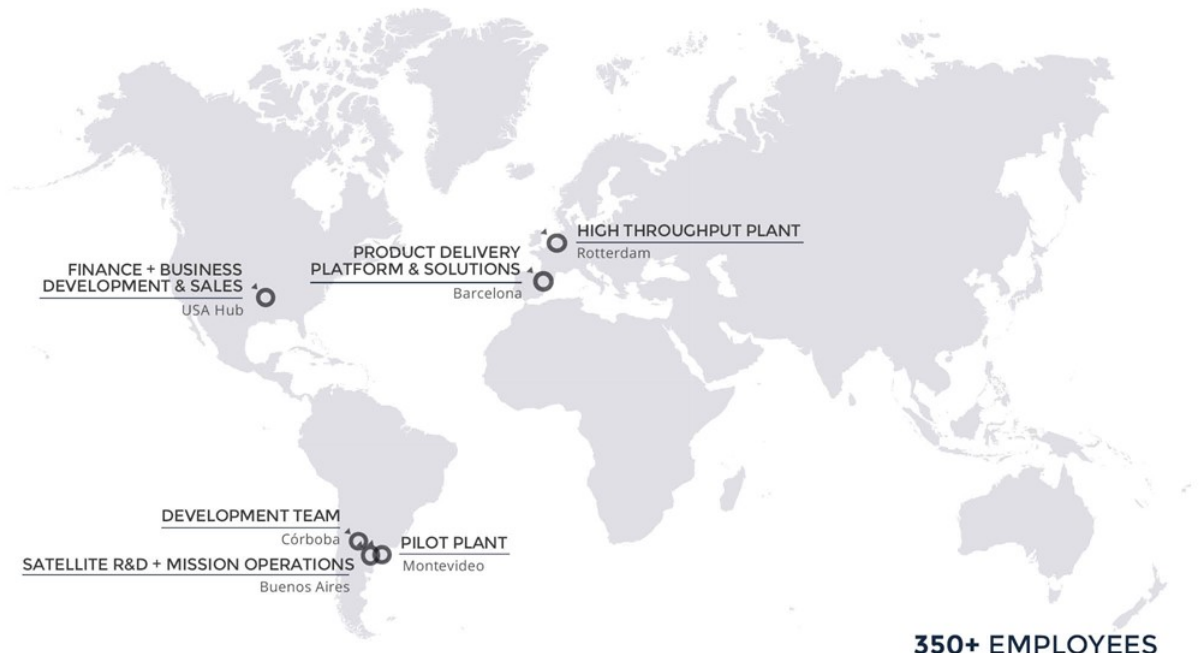 HIGH THROUGHPUT PLANT
Rotterdam
PRODUCT DELIVERY
PLATFORM & SOLUTIONS
Barcelona
FINANCE + BUSINESS
DEVELOPMENT & SALES
USA Hub
DEVELOPMENT TEAM
Córboba
PILOT PLANT
Montevideo
SATELLITE R&D + MISSION OPERATIONS
Buenos Aires
350+ EMPLOYEES